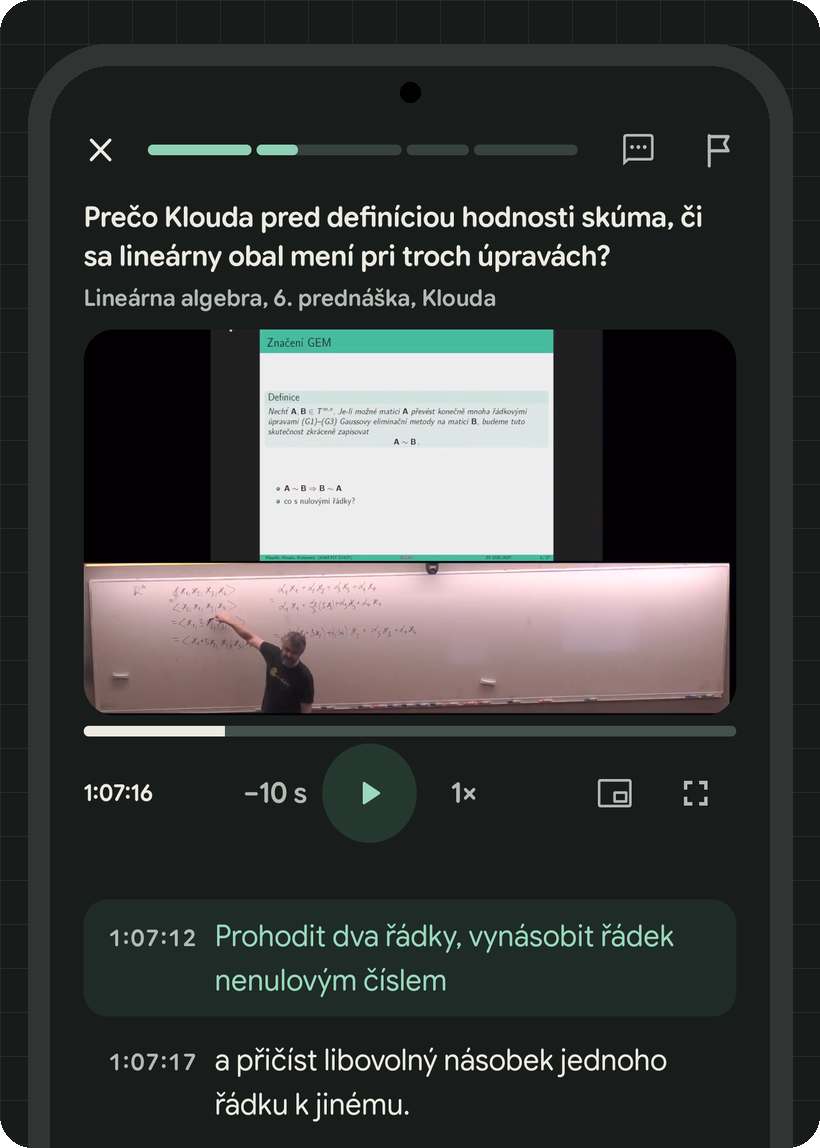 Prečo Klouda pred definíciou hodnosti skúma, či
sa lineárny obal mení pri troch úpravách?
Lineárna algebra, 6. prednáška, Klouda
Značení GEM
Definice
Nechť A, B ∈ T^m,n. Je-li možné matici A převést konečně mnoha řádkovými
úpravami (G1)–(G3) Gaussovy eliminační metody na matici B, budeme tuto
skutečnost zkráceně zapisovat
A ∼ B.
A ∼ B ⇒ B ∼ A
co s nulovými řádky?
1:07:16
−10 s
1×
1:07:12 Prohodit dva řádky, vynásobit řádek
nenulovým číslem
1:07:17 a přičíst libovolný násobek jednoho
řádku k jinému.